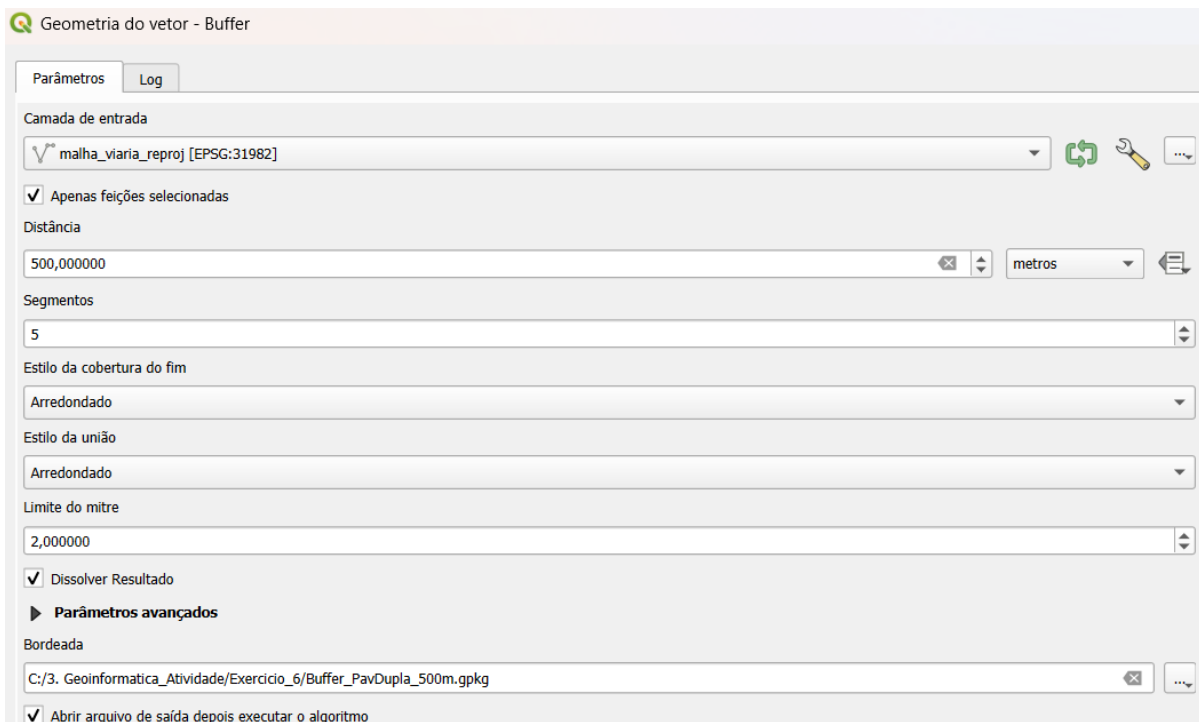 Geometria do vetor - Buffer
Parâmetros Log
Camada de entrada
malha_viaria_reproj [EPSG:31982]
...
Apenas feições selecionadas
Distância
500,000000 metros
Segmentos
5
Estilo da cobertura do fim
Arredondado
Estilo da união
Arredondado
Limite do mitre
2,000000
Dissolver Resultado
Parâmetros avançados
Bordeada
C:/3. Geoinformatica_Atividade/Exercicio_6/Buffer_PavDupla_500m.gpkg
...
Abrir arquivo de saída depois executar o algoritmo